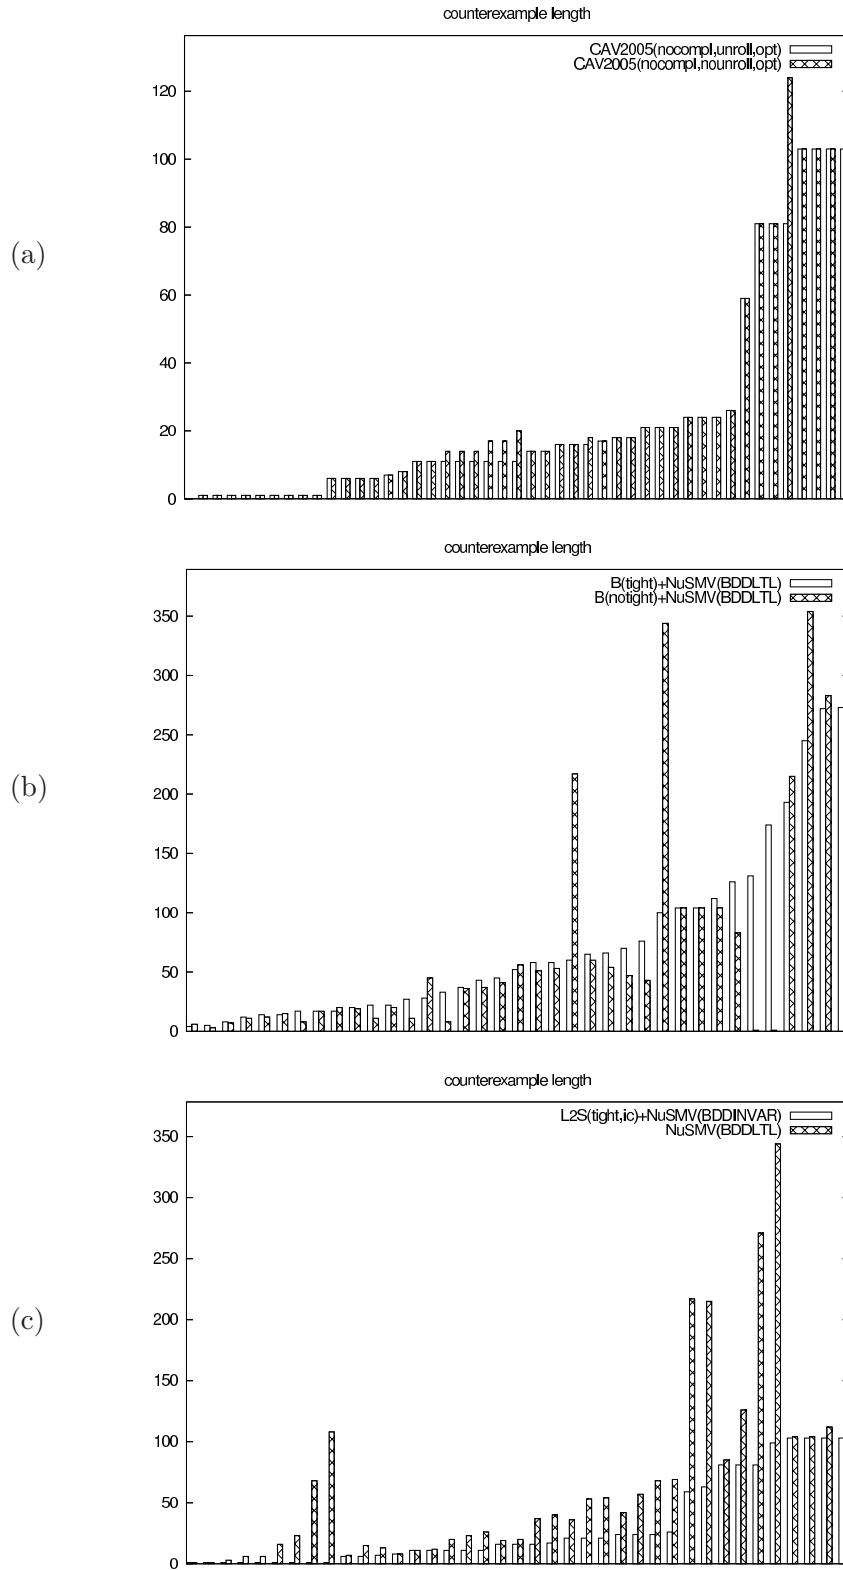 counterexample length
CAV2005(nocompl,unroll,opt)
CAV2005(nocompl,nounroll,opt)
120
100
80
(a)
60
40
20
0
counterexample length
B(tight)+NuSMV(BDDLTL)
B(notight)+NuSMV(BDDLTL)
350
300
250
(b)
200
150
100
50
0
counterexample length
L2S(tight,ic)+NuSMV(BDDINVAR)
NuSMV(BDDLTL)
350
300
250
(c)
200
150
100
50
0